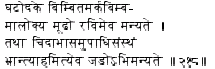 घटोदके बिम्बितमर्कबिम्ब-
मालोक्य मूढो रविमेव मन्यते ।
तथा चिदाभासमुपाधिसंस्थं
भ्रान्त्याहमित्येव जडोऽभिमन्यते ॥ २१८॥